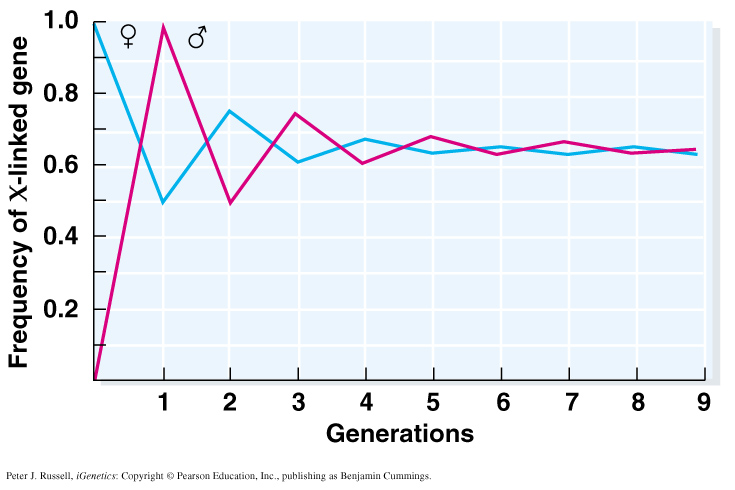 Frequency of X-linked gene
1.0
0.8
0.6
0.4
0.2
♀ ♂
1 2 3 4 5 6 7 8 9
Generations
Peter J. Russell, iGenetics: Copyright © Pearson Education, Inc., publishing as Benjamin Cummings.